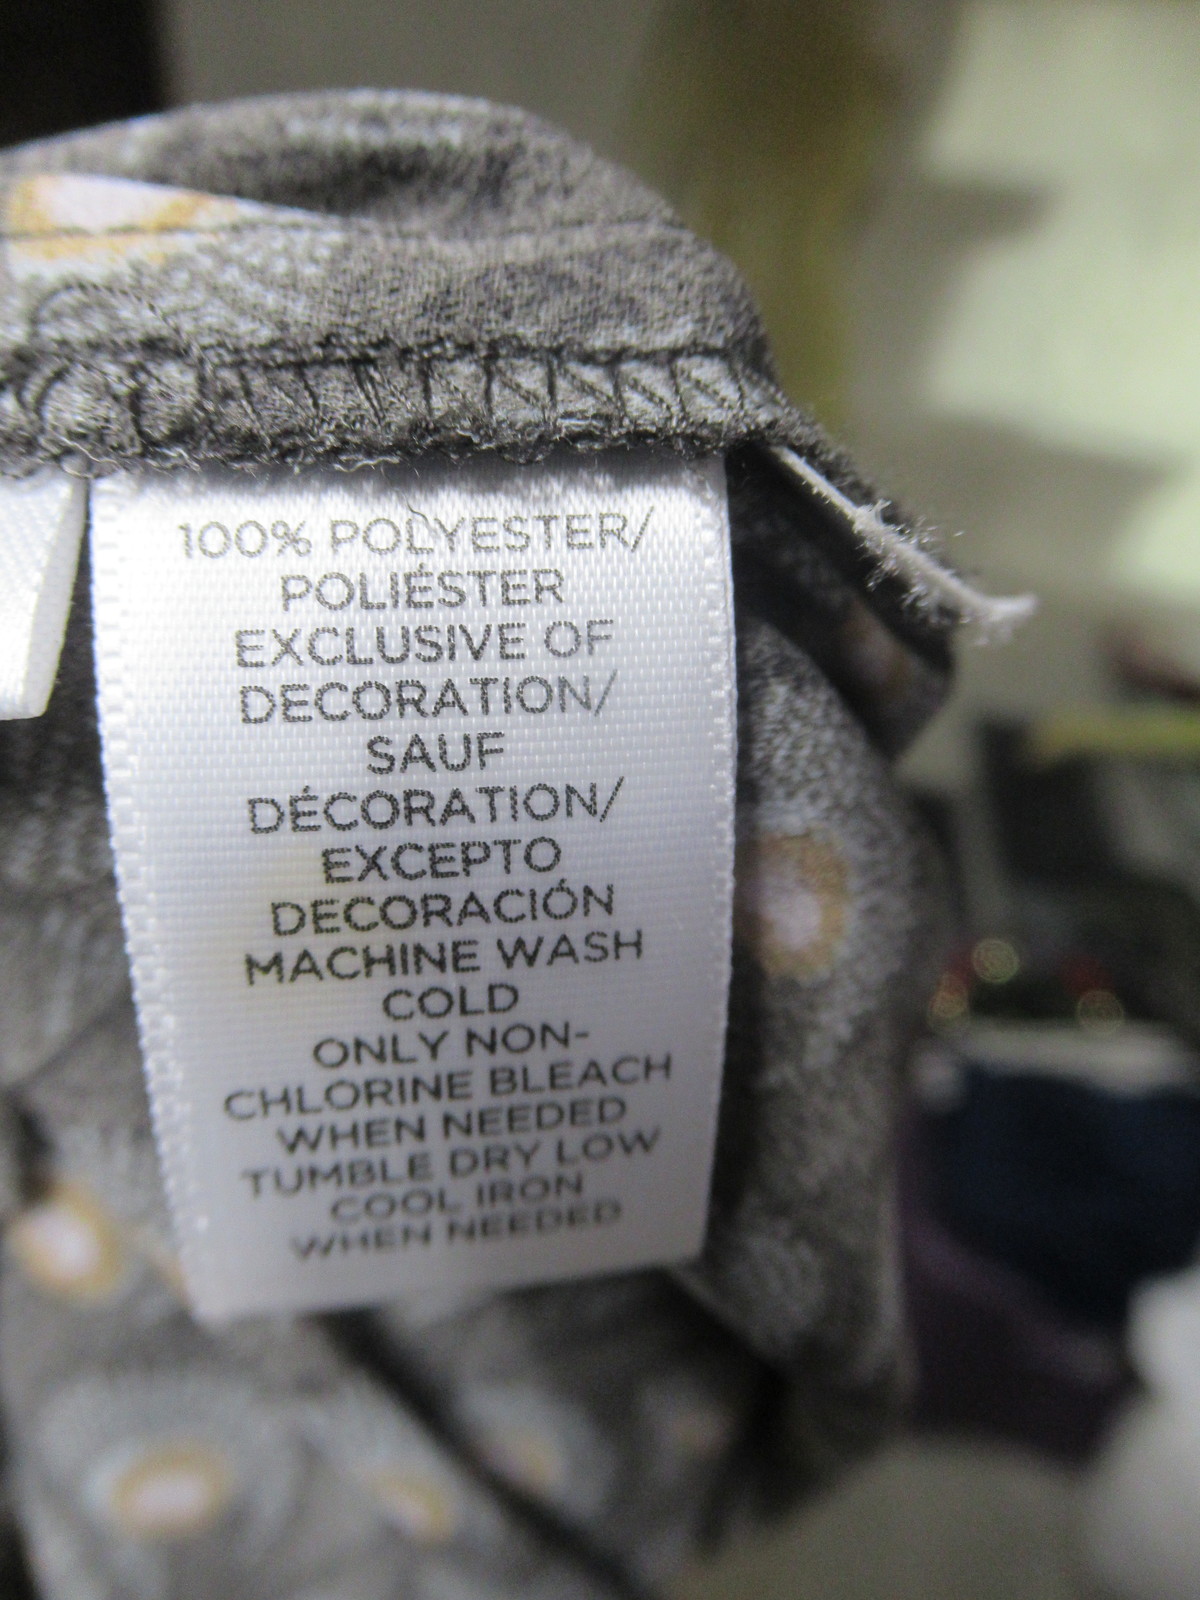 100% POLYESTER/
POLIÉSTER
EXCLUSIVE OF
DECORATION/
SAUF
DÉCORATION/
EXCEPTO
DECORACIÓN
MACHINE WASH
COLD
ONLY NON-
CHLORINE BLEACH
WHEN NEEDED
TUMBLE DRY LOW
COOL IRON
WHEN NEEDED